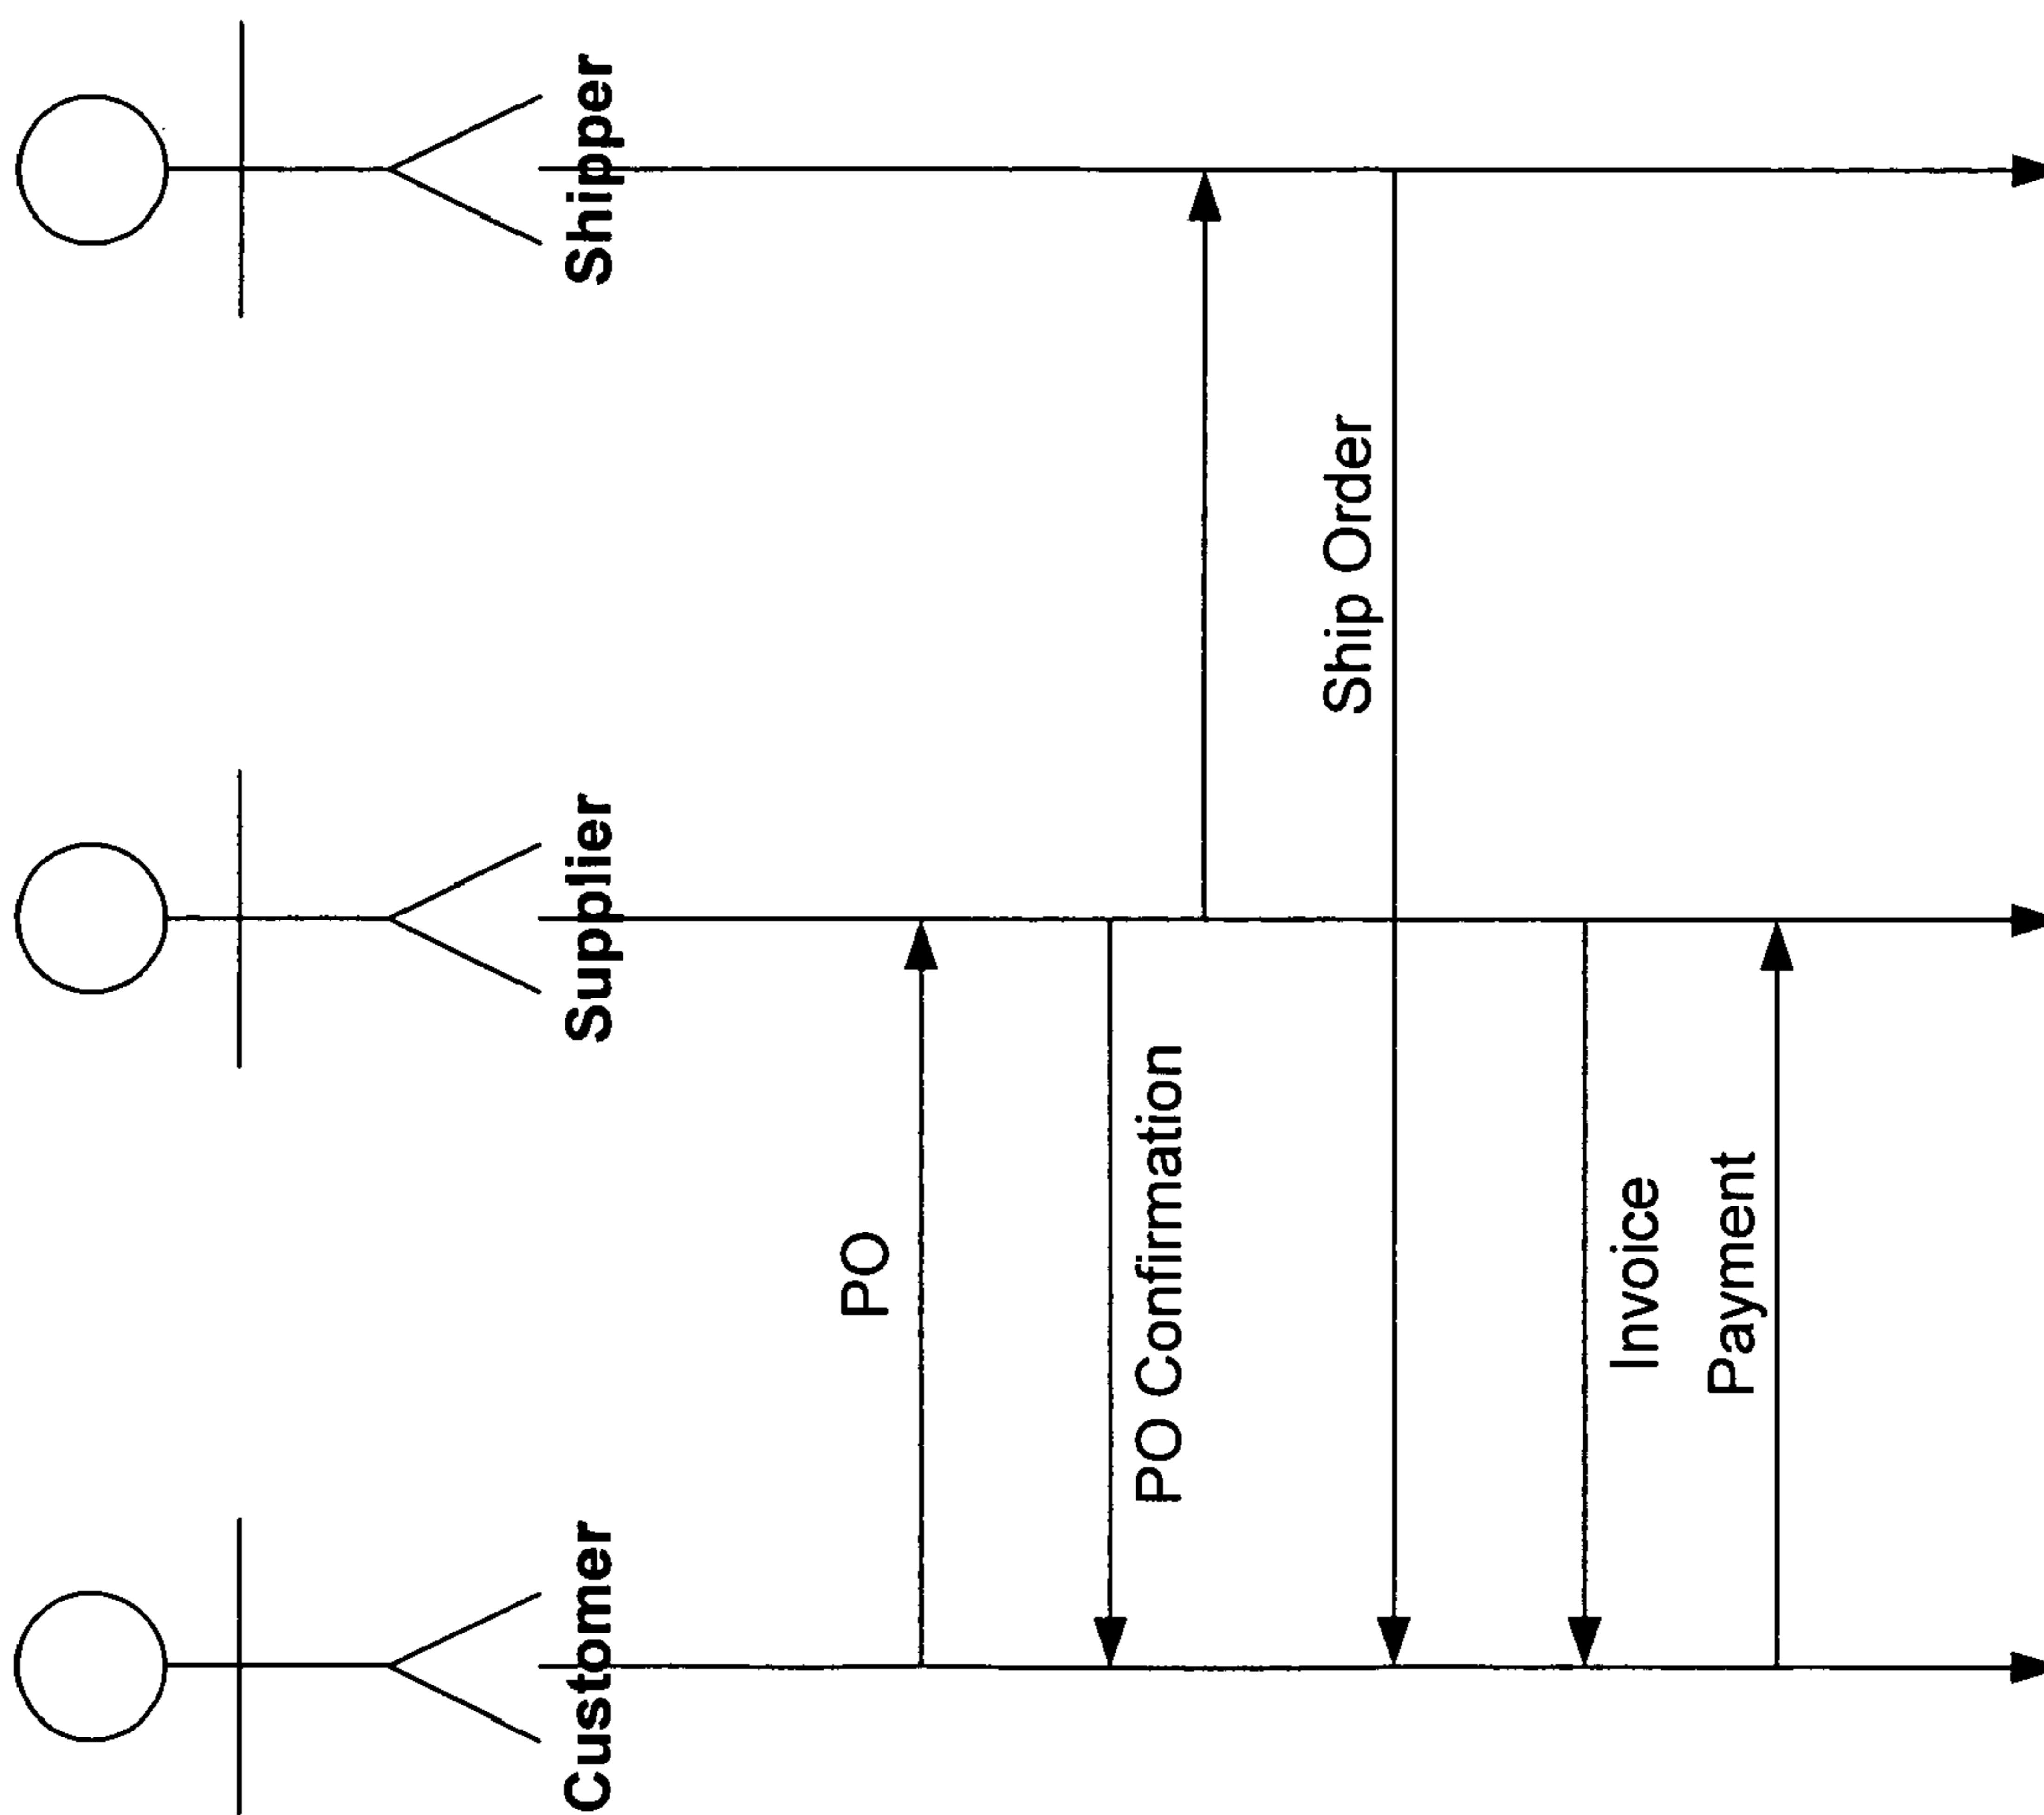 Customer
Supplier
Shipper
PO
PO Confirmation
Ship Order
Invoice
Payment